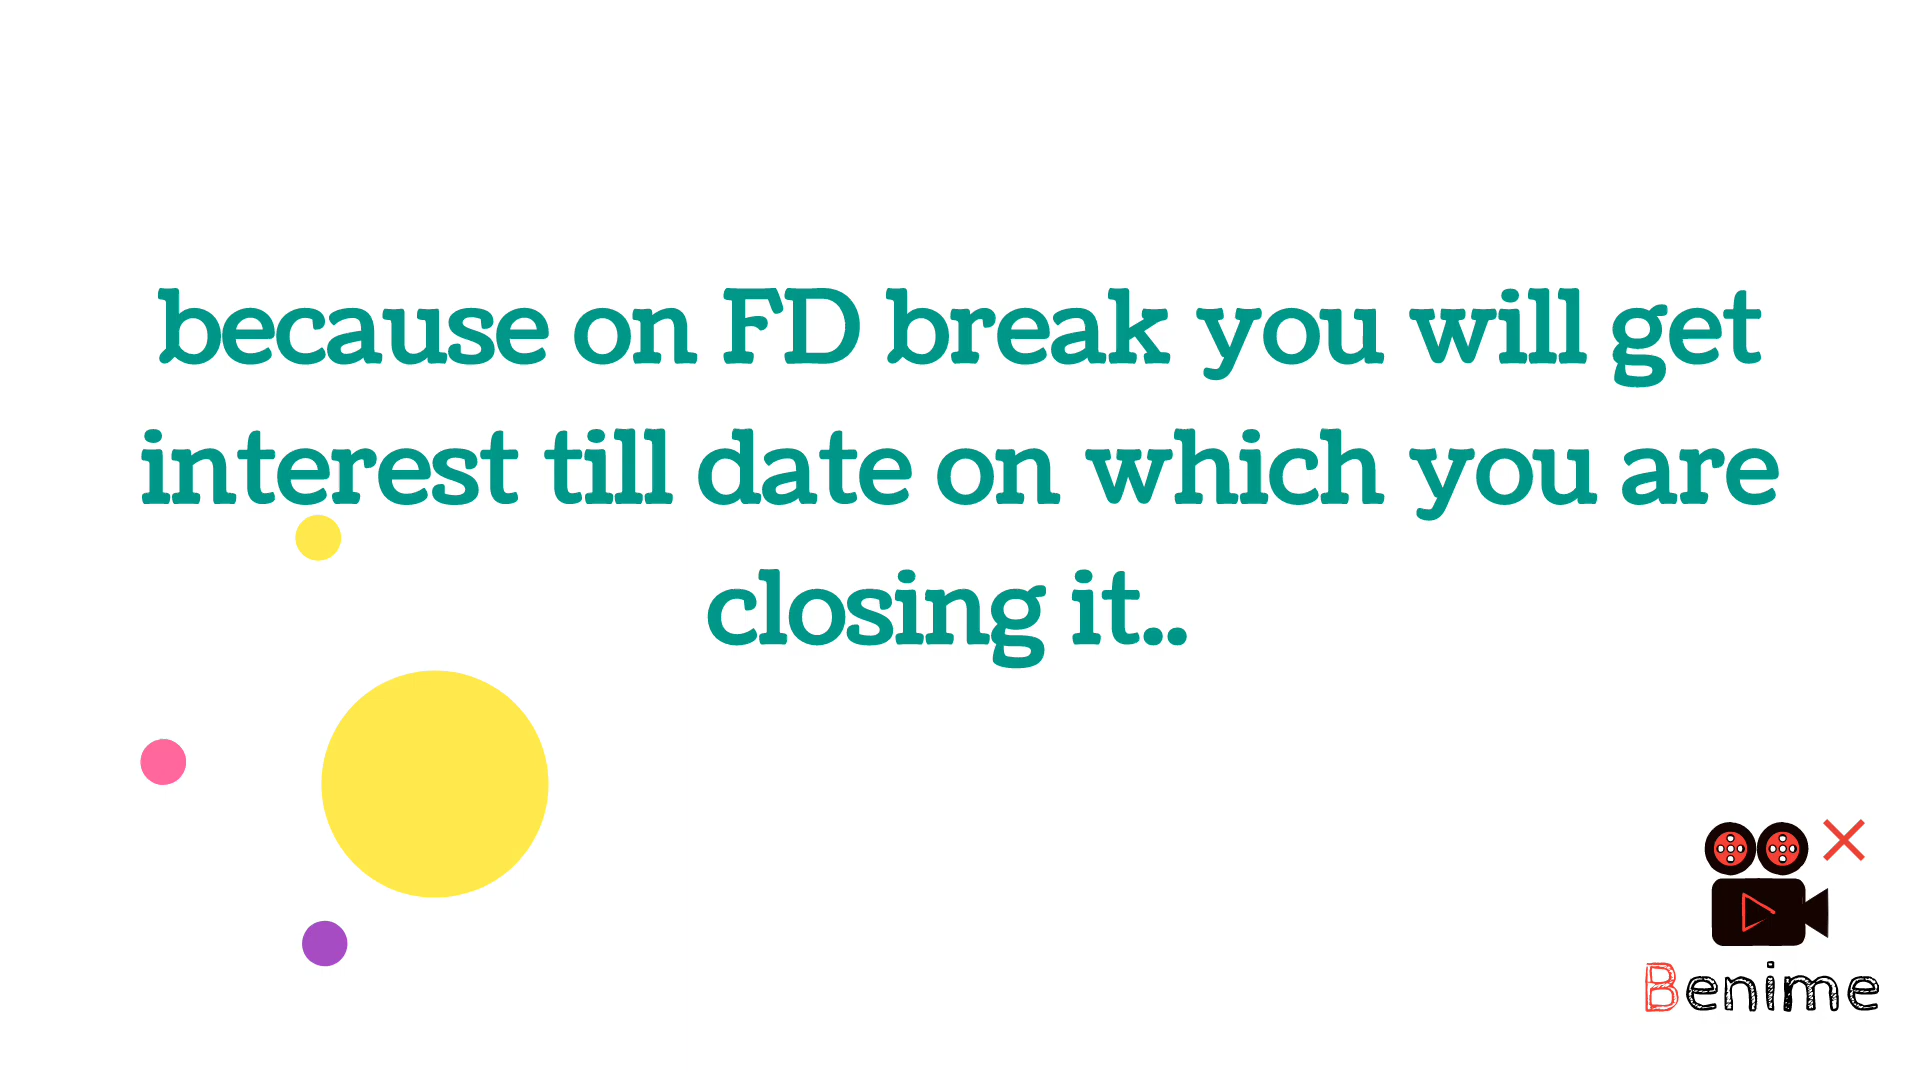 because on FD break you will get
interest till date on which you are
closing it..
Benime